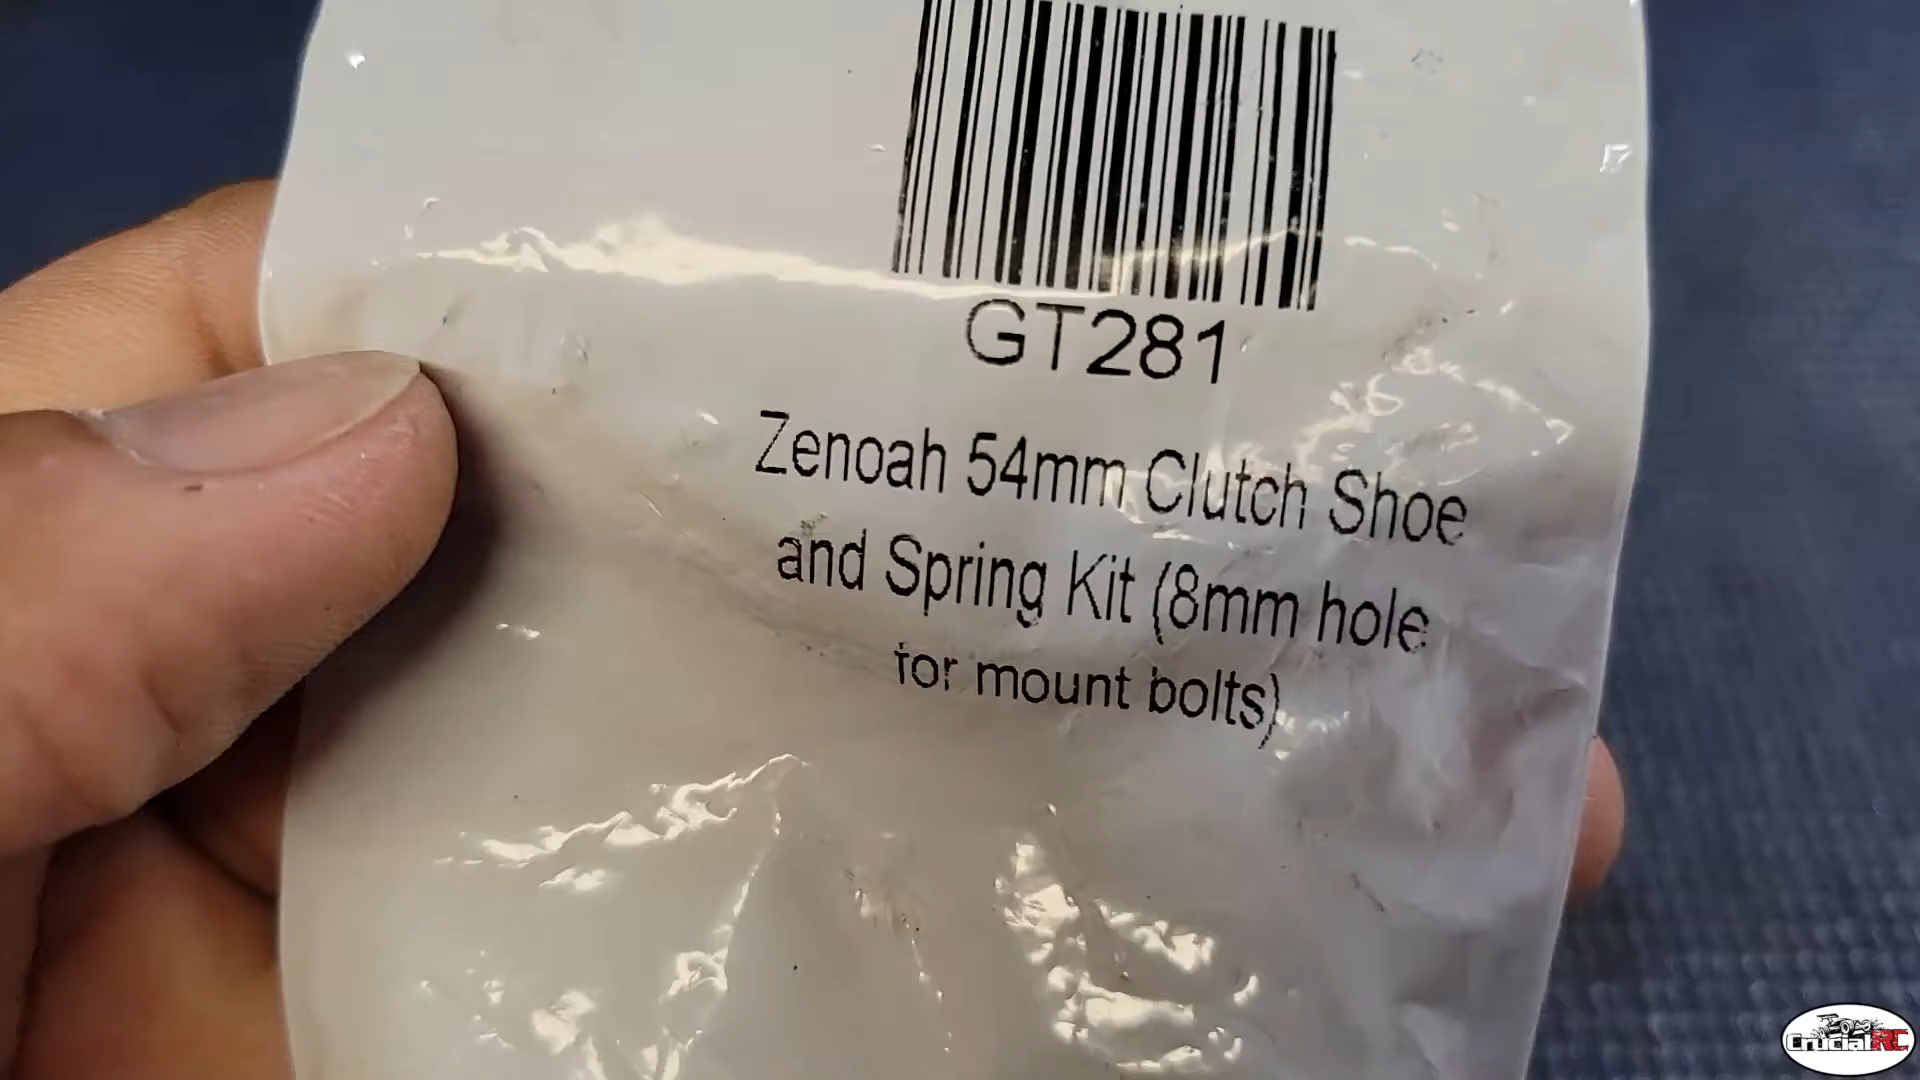 GT281
Zenoah 54mm Clutch Shoe
and Spring Kit (8mm hole
for mount bolts)
CrucialRC